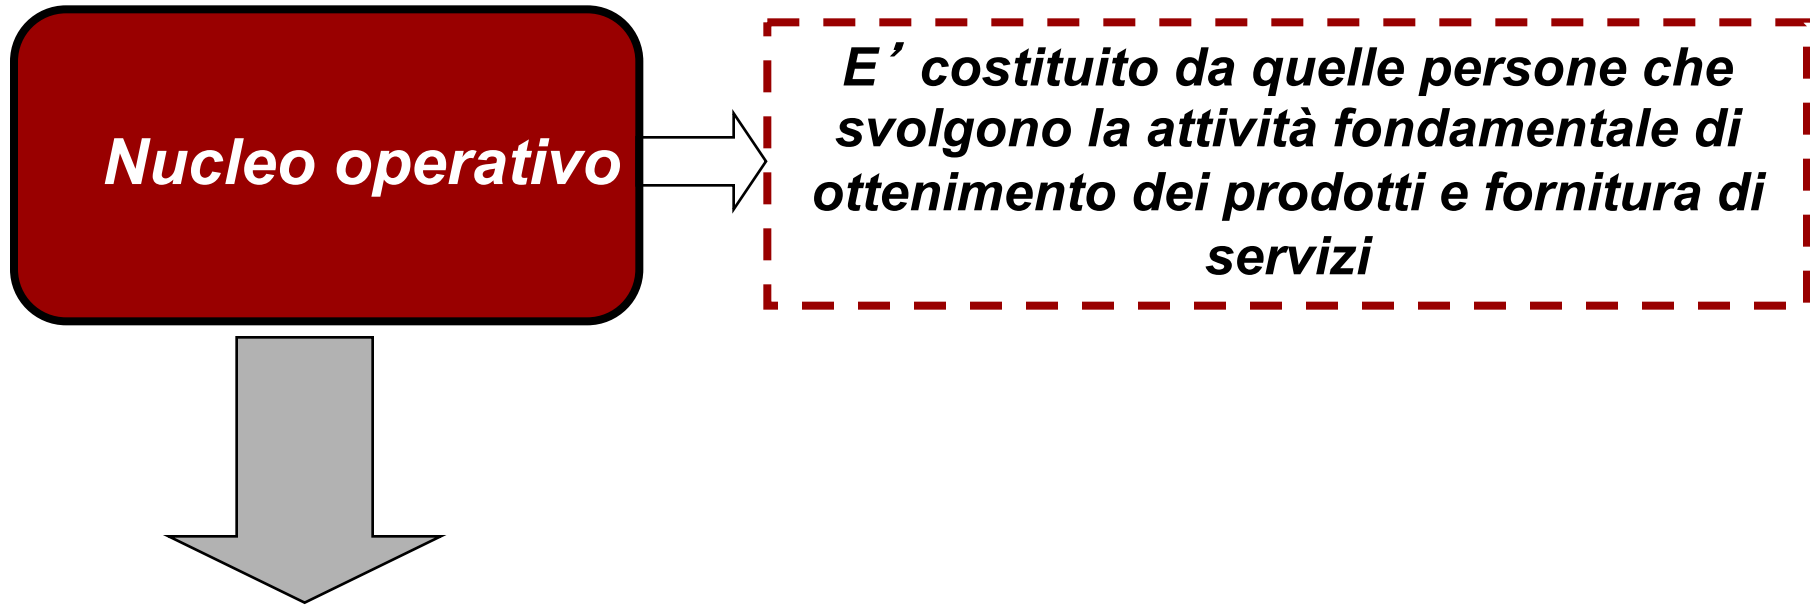 Nucleo operativo
E’ costituito da quelle persone che
svolgono la attività fondamentale di
ottenimento dei prodotti e fornitura di
servizi